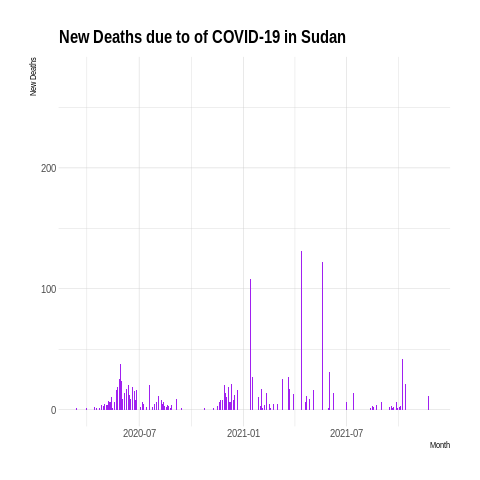 New Deaths due to of COVID-19 in Sudan
New Deaths
200
100
0
2020-07
2021-01
2021-07
Month